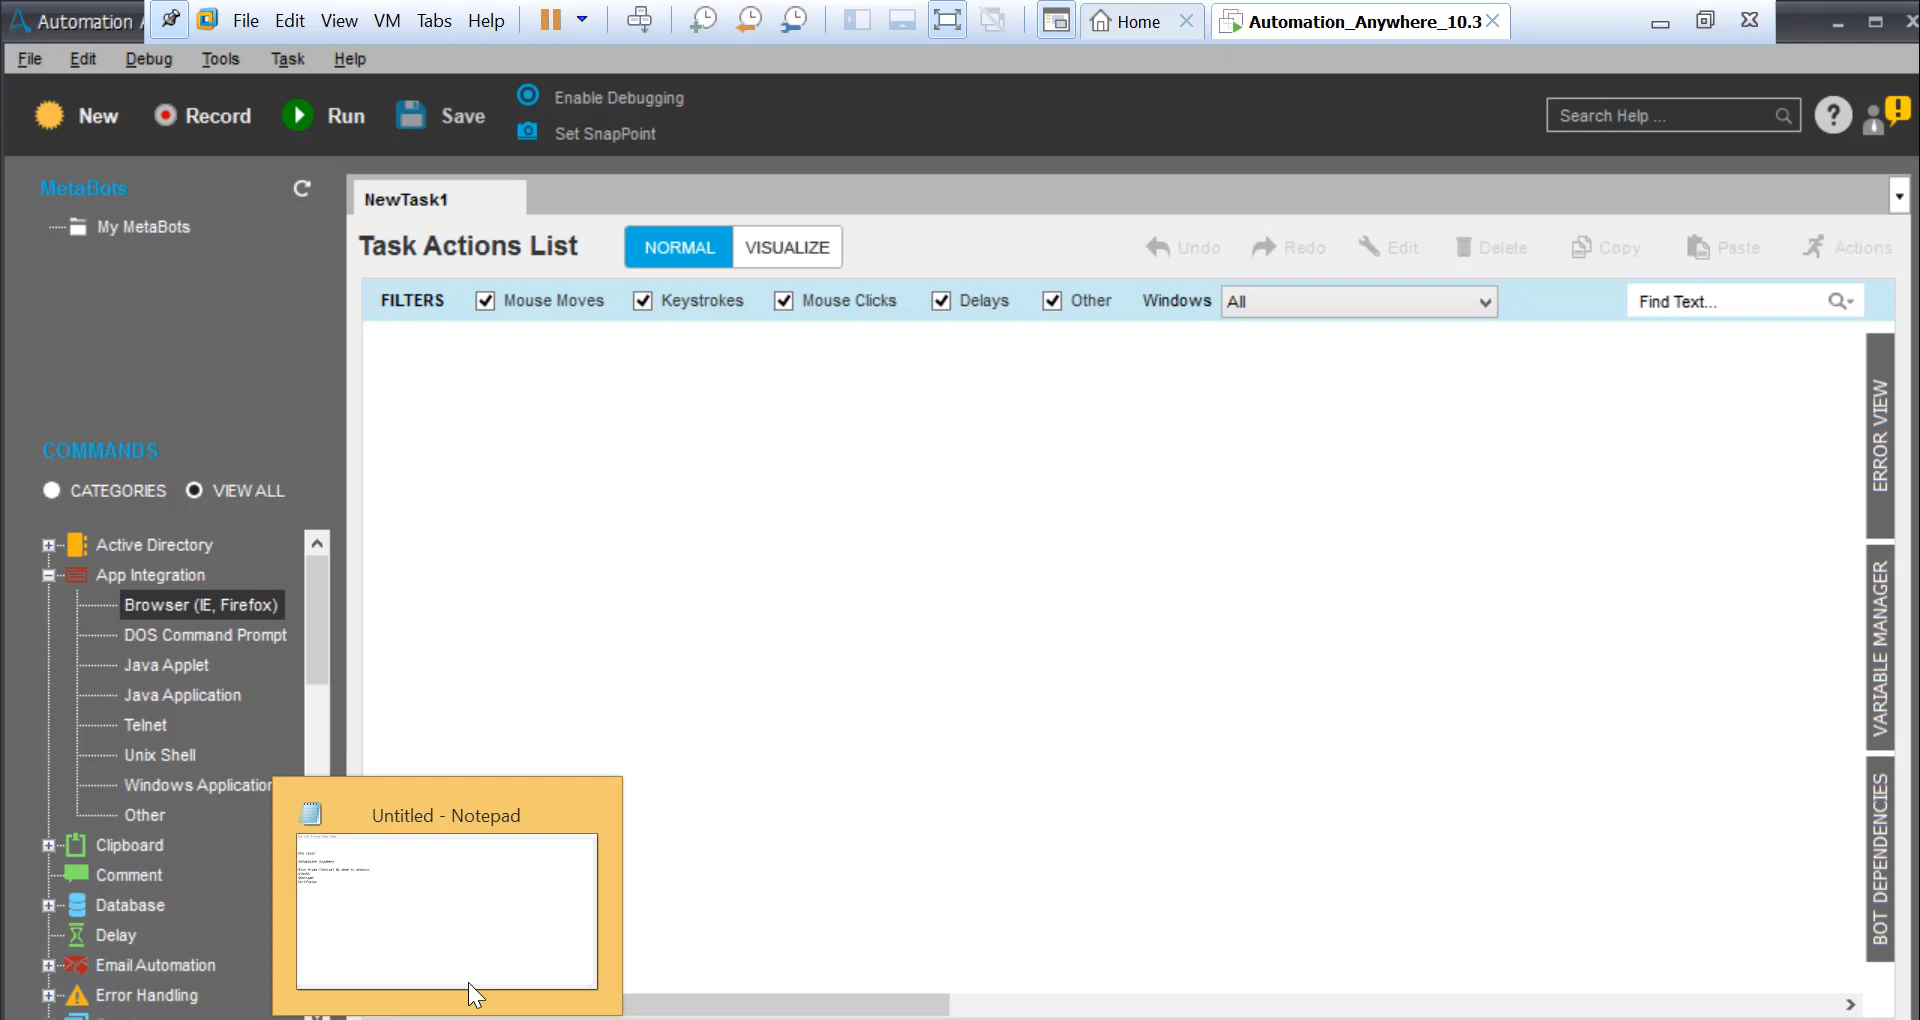 Automation
File Edit View VM Tabs Help
Home
Automation_Anywhere_10.3
File Edit Debug Tools Task Help
New Record Run Save
Enable Debugging
Set SnapPoint
Search Help ...
MetaBots
My MetaBots
NewTask1
Task Actions List NORMAL VISUALIZE Undo Redo Edit Delete Copy Paste Actions
FILTERS Mouse Moves Keystrokes Mouse Clicks Delays Other Windows All Find Text...
ERROR VIEW
VARIABLE MANAGER
BOT DEPENDENCIES
COMMANDS
CATEGORIES VIEW ALL
Active Directory
App Integration
Browser (IE, Firefox)
DOS Command Prompt
Java Applet
Java Application
Telnet
Unix Shell
Windows Application
Other
Clipboard
Comment
Database
Delay
Email Automation
Error Handling
Untitled - Notepad